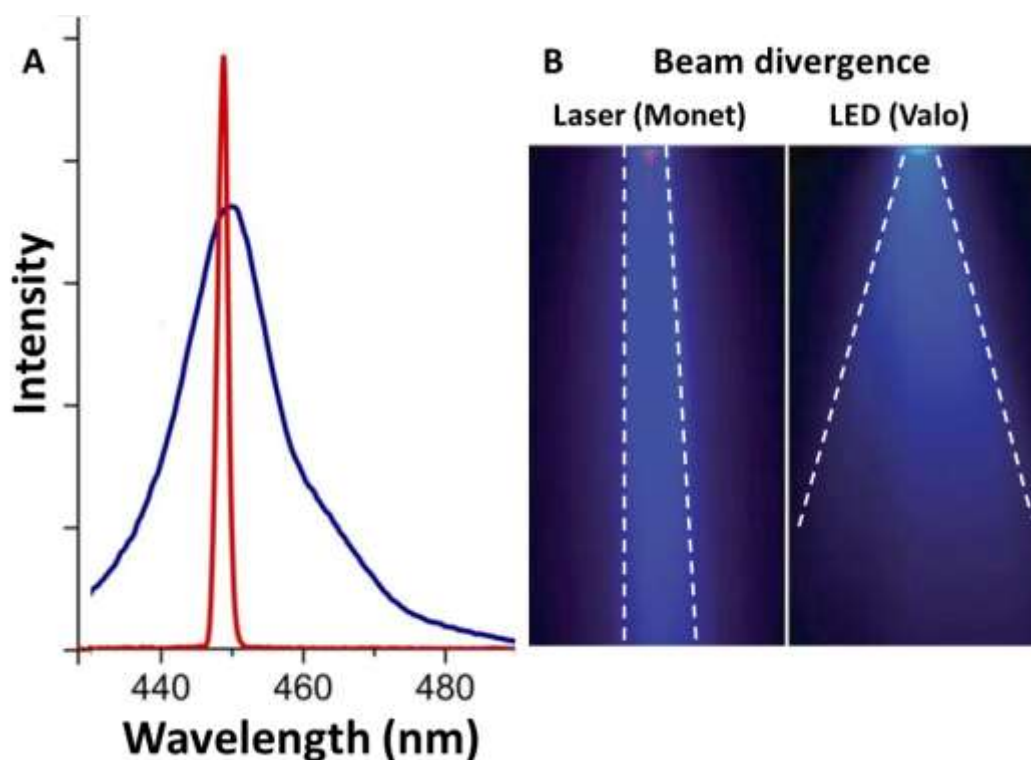 A
Intensity
440 460 480
Wavelength (nm)
B Beam divergence
Laser (Monet) LED (Valo)